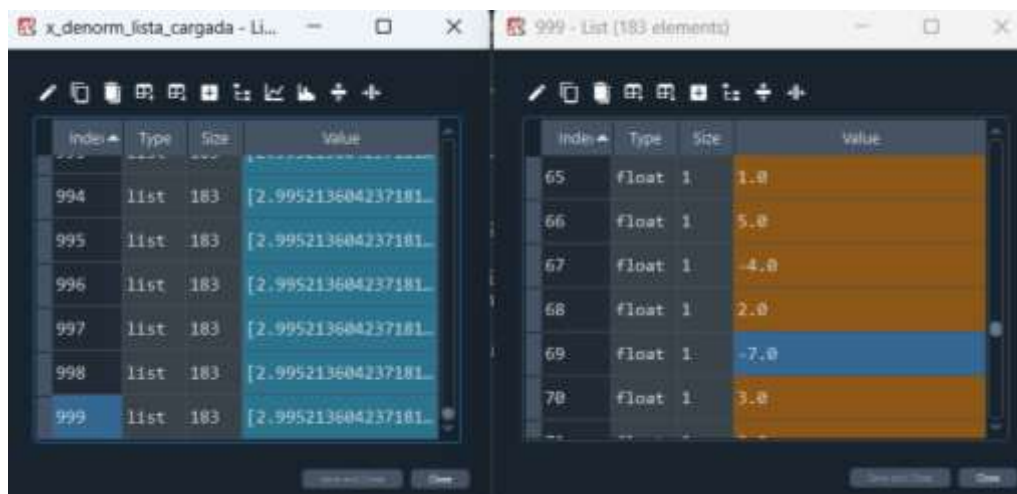 x_denorm_lista_cargada - Li...
Index Type Size Value
994 list 183 [2.995213604237181…
995 list 183 [2.995213604237181…
996 list 183 [2.995213604237181…
997 list 183 [2.995213604237181…
998 list 183 [2.995213604237181…
999 list 183 [2.995213604237181…
Close
999 - List (183 elements)
Index Type Size Value
65 float 1 1.0
66 float 1 5.0
67 float 1 -4.0
68 float 1 2.0
69 float 1 -7.0
70 float 1 3.0
Close